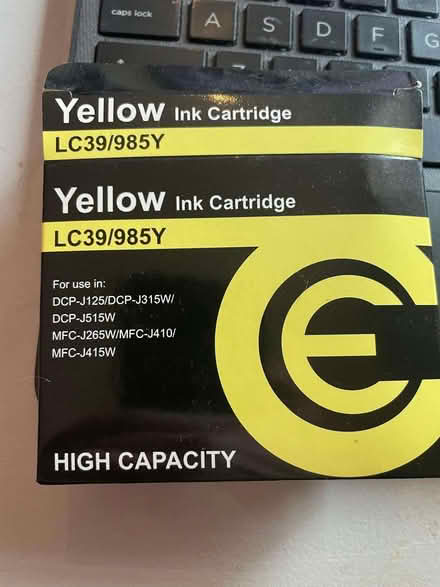 caps lock
A
S
D
F
G
Z
Yellow Ink Cartridge
LC39/985Y
Yellow Ink Cartridge
LC39/985Y
For use in:
DCP-J125/DCP-J315W/
DCP-J515W
MFC-J265W/MFC-J410/
MFC-J415W
HIGH CAPACITY